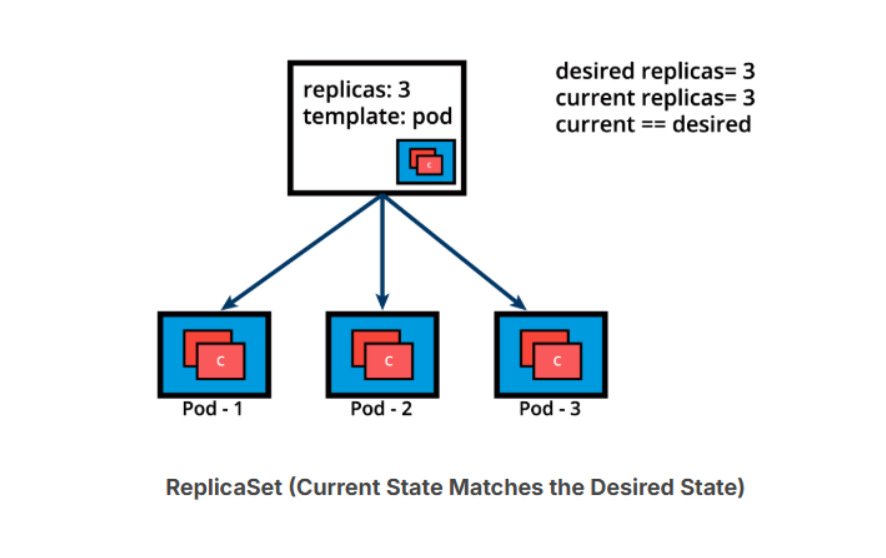 replicas: 3
template: pod
C
desired replicas= 3
current replicas= 3
current == desired
C
C
C
Pod - 1
Pod - 2
Pod - 3
ReplicaSet (Current State Matches the Desired State)